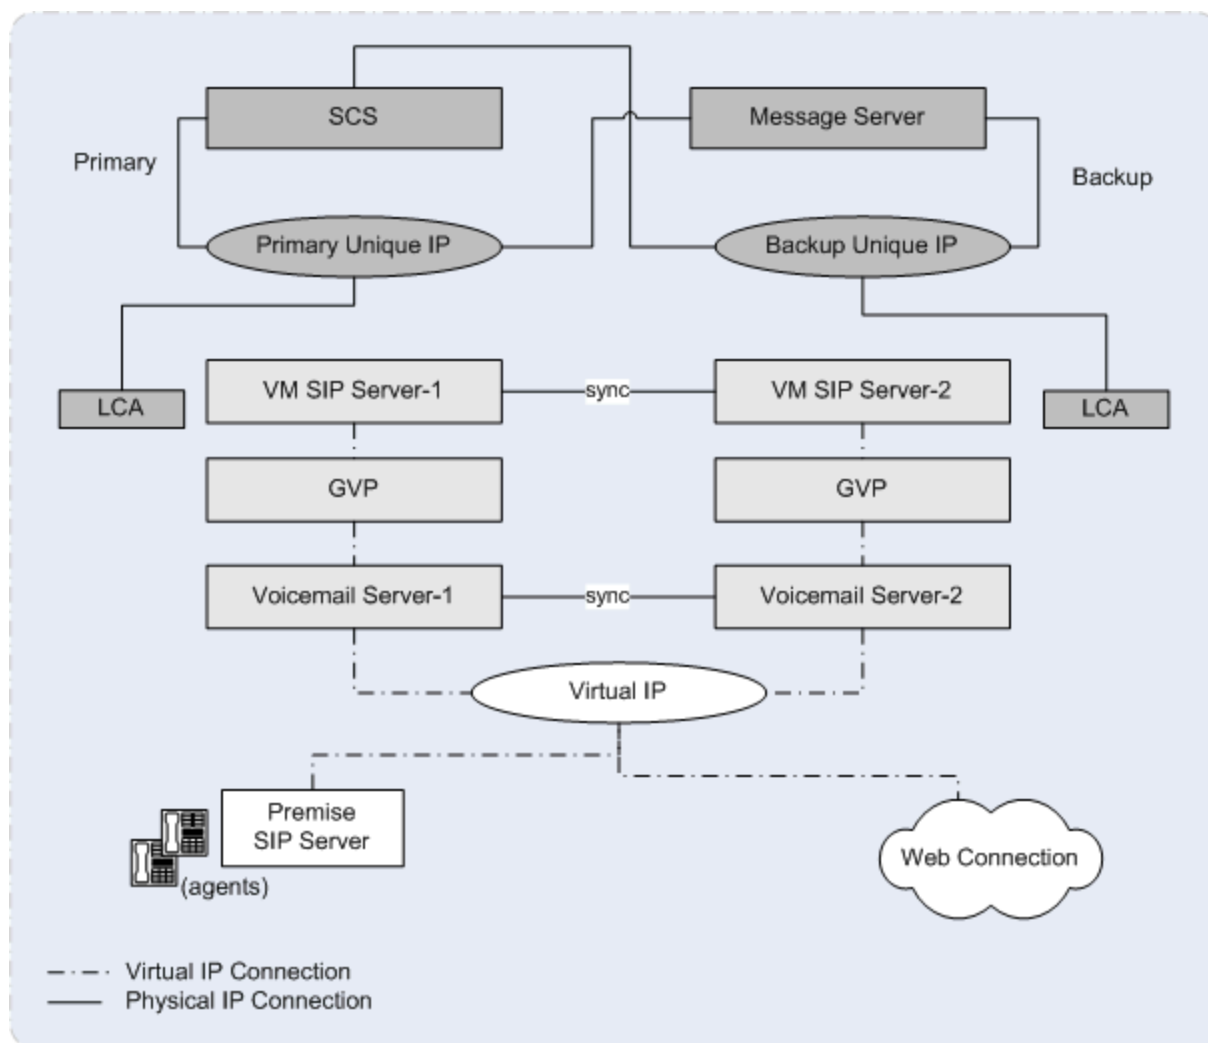 SCS
Message Server
Primary
Backup
Primary Unique IP
Backup Unique IP
VM SIP Server-1
sync
VM SIP Server-2
LCA
LCA
GVP
GVP
Voicemail Server-1
sync
Voicemail Server-2
Virtual IP
Premise
SIP Server
(agents)
Web Connection
Virtual IP Connection
Physical IP Connection